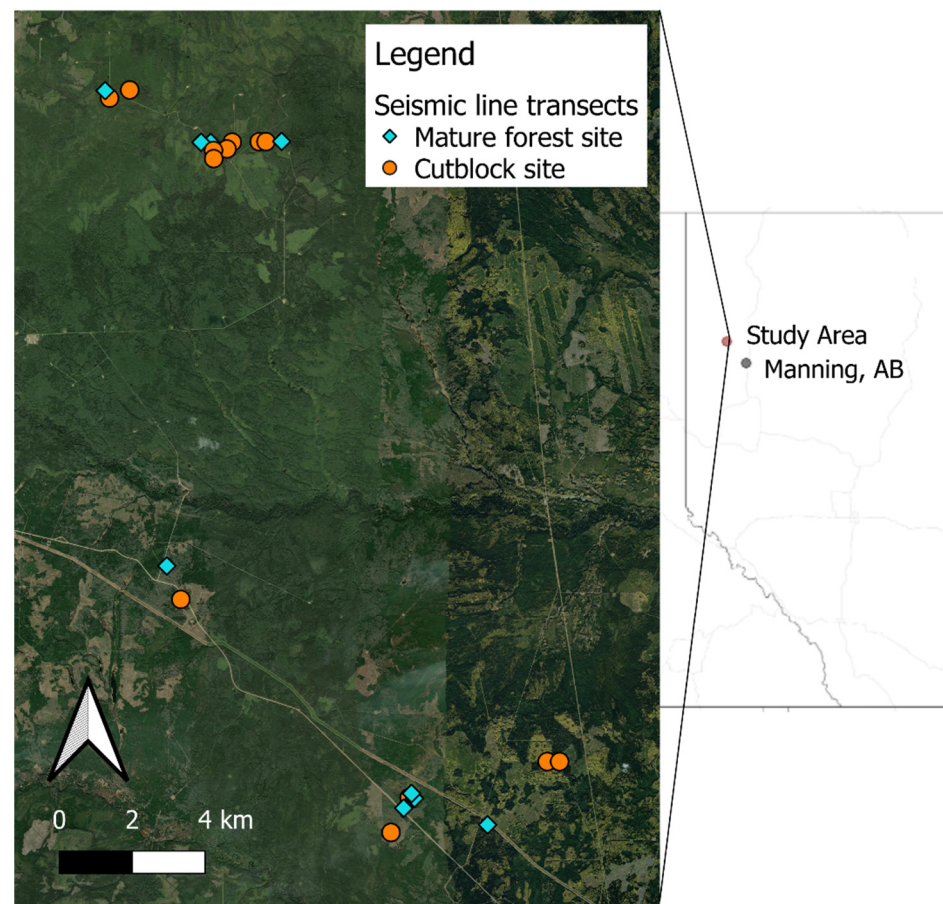 Legend
Seismic line transects
Mature forest site
Cutblock site
Study Area
Manning, AB
0 2 4 km